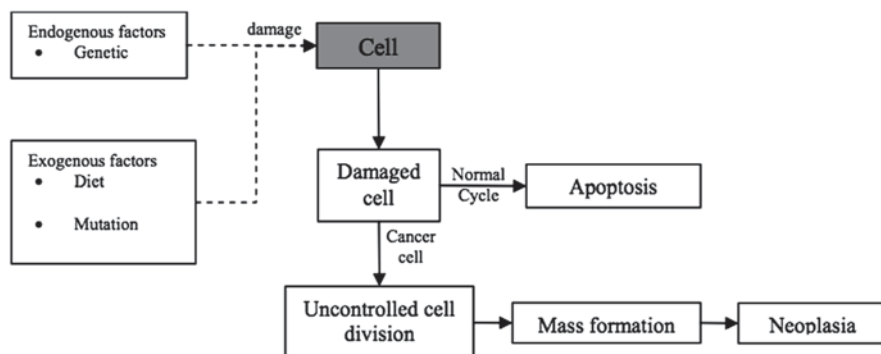 Endogenous factors
• Genetic
damage
Cell
Exogenous factors
• Diet
• Mutation
Damaged
cell
Normal
Cycle
Apoptosis
Cancer
cell
Uncontrolled cell
division
Mass formation
Neoplasia